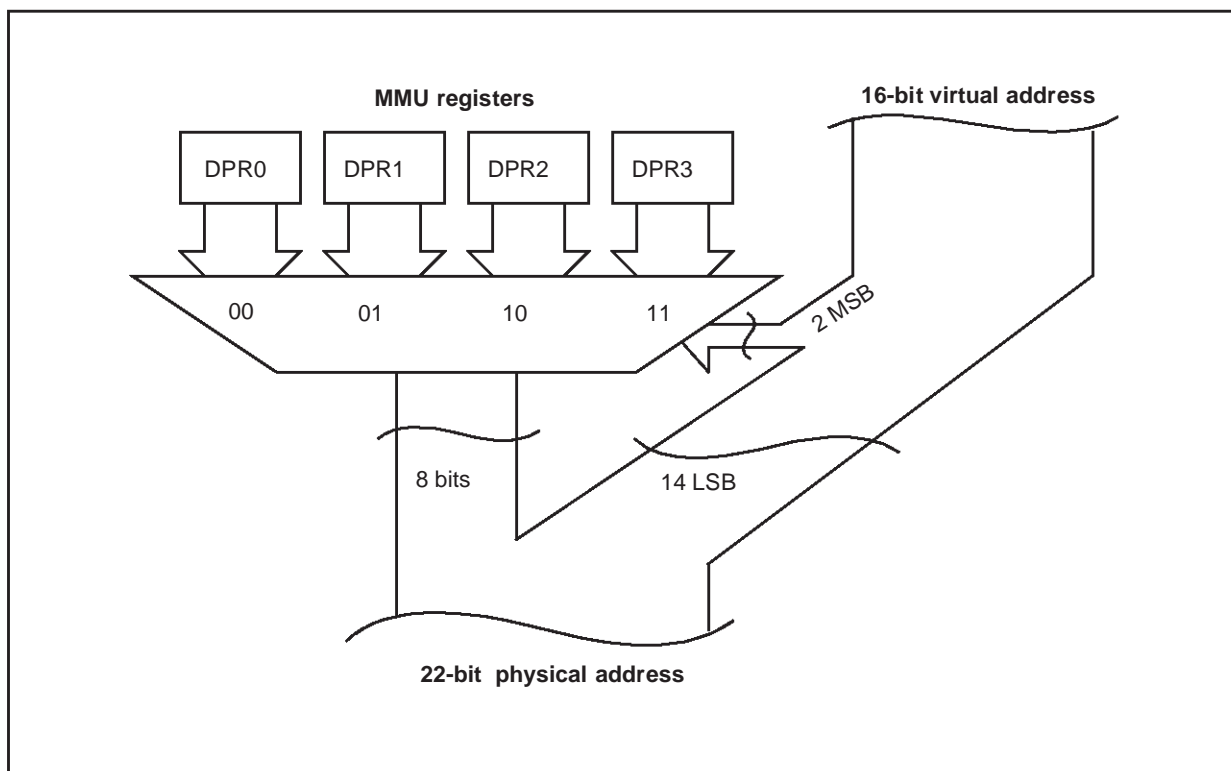 MMU registers
16-bit virtual address
DPR0 DPR1 DPR2 DPR3
00 01 10 11
2 MSB
8 bits
14 LSB
22-bit physical address